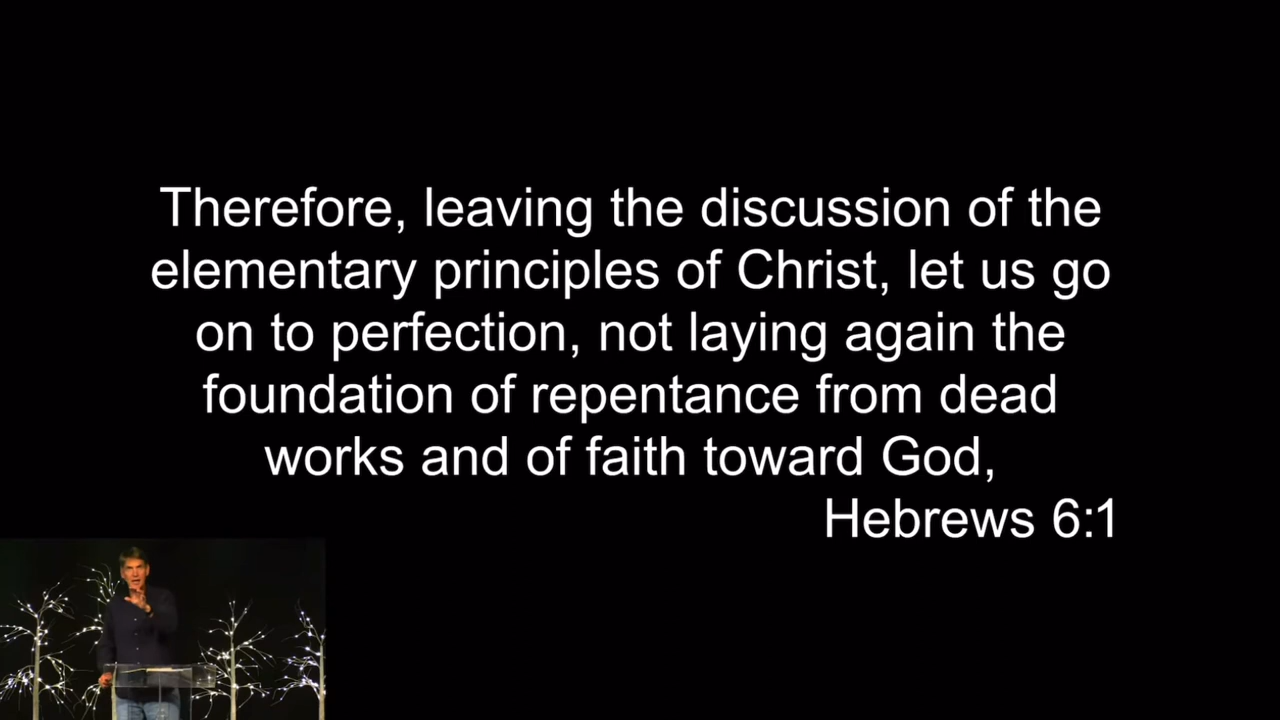 Therefore, leaving the discussion of the
elementary principles of Christ, let us go
on to perfection, not laying again the
foundation of repentance from dead
works and of faith toward God,
Hebrews 6:1